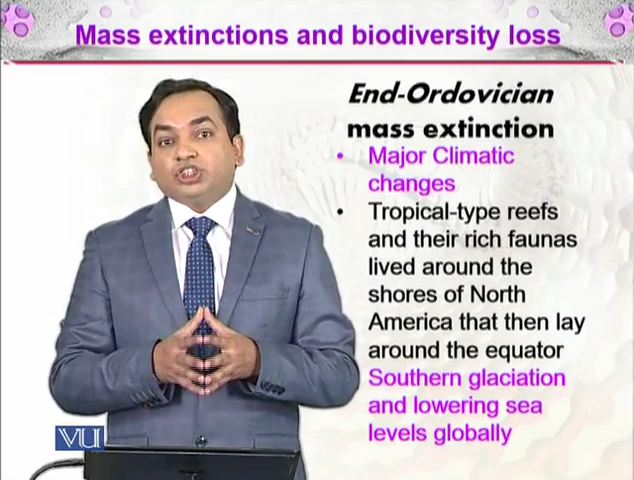 Mass extinctions and biodiversity loss
End-Ordovician
mass extinction
• Major Climatic
changes
• Tropical-type reefs
and their rich faunas
lived around the
shores of North
America that then lay
around the equator
Southern glaciation
and lowering sea
levels globally
VU